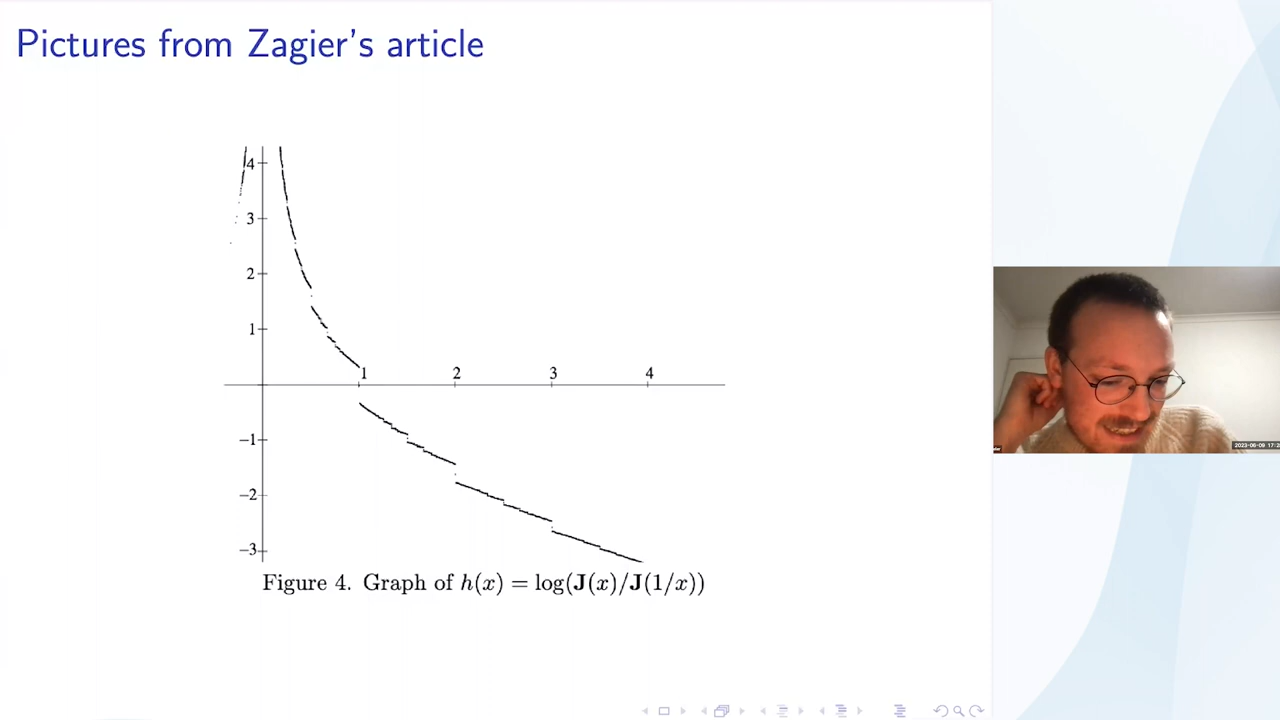 Pictures from Zagier's article
4
3
2
1
1 2 3 4
−1
−2
−3
Figure 4. Graph of h(x) = log(J(x)/J(1/x))